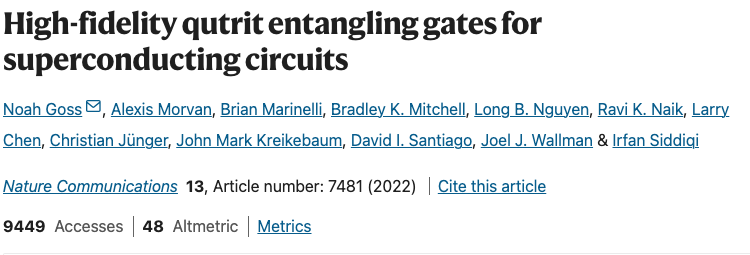 High-fidelity qutrit entangling gates for
superconducting circuits
Noah Goss, Alexis Morvan, Brian Marinelli, Bradley K. Mitchell, Long B. Nguyen, Ravi K. Naik, Larry
Chen, Christian Jünger, John Mark Kreikebaum, David I. Santiago, Joel J. Wallman & Irfan Siddiqi
Nature Communications 13, Article number: 7481 (2022) | Cite this article
9449 Accesses | 48 Altmetric | Metrics